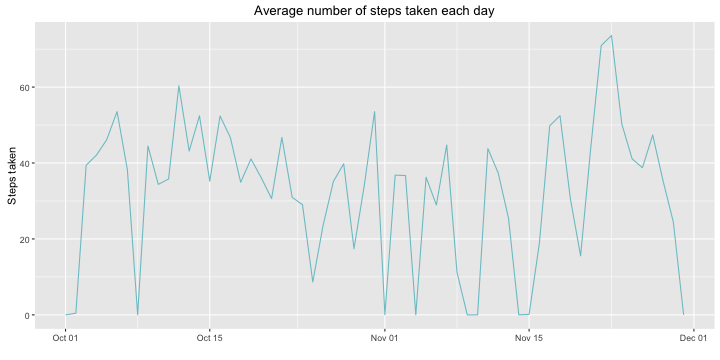 Average number of steps taken each day
Steps taken
60
40
20
0
Oct 01
Oct 15
Nov 01
Nov 15
Dec 01